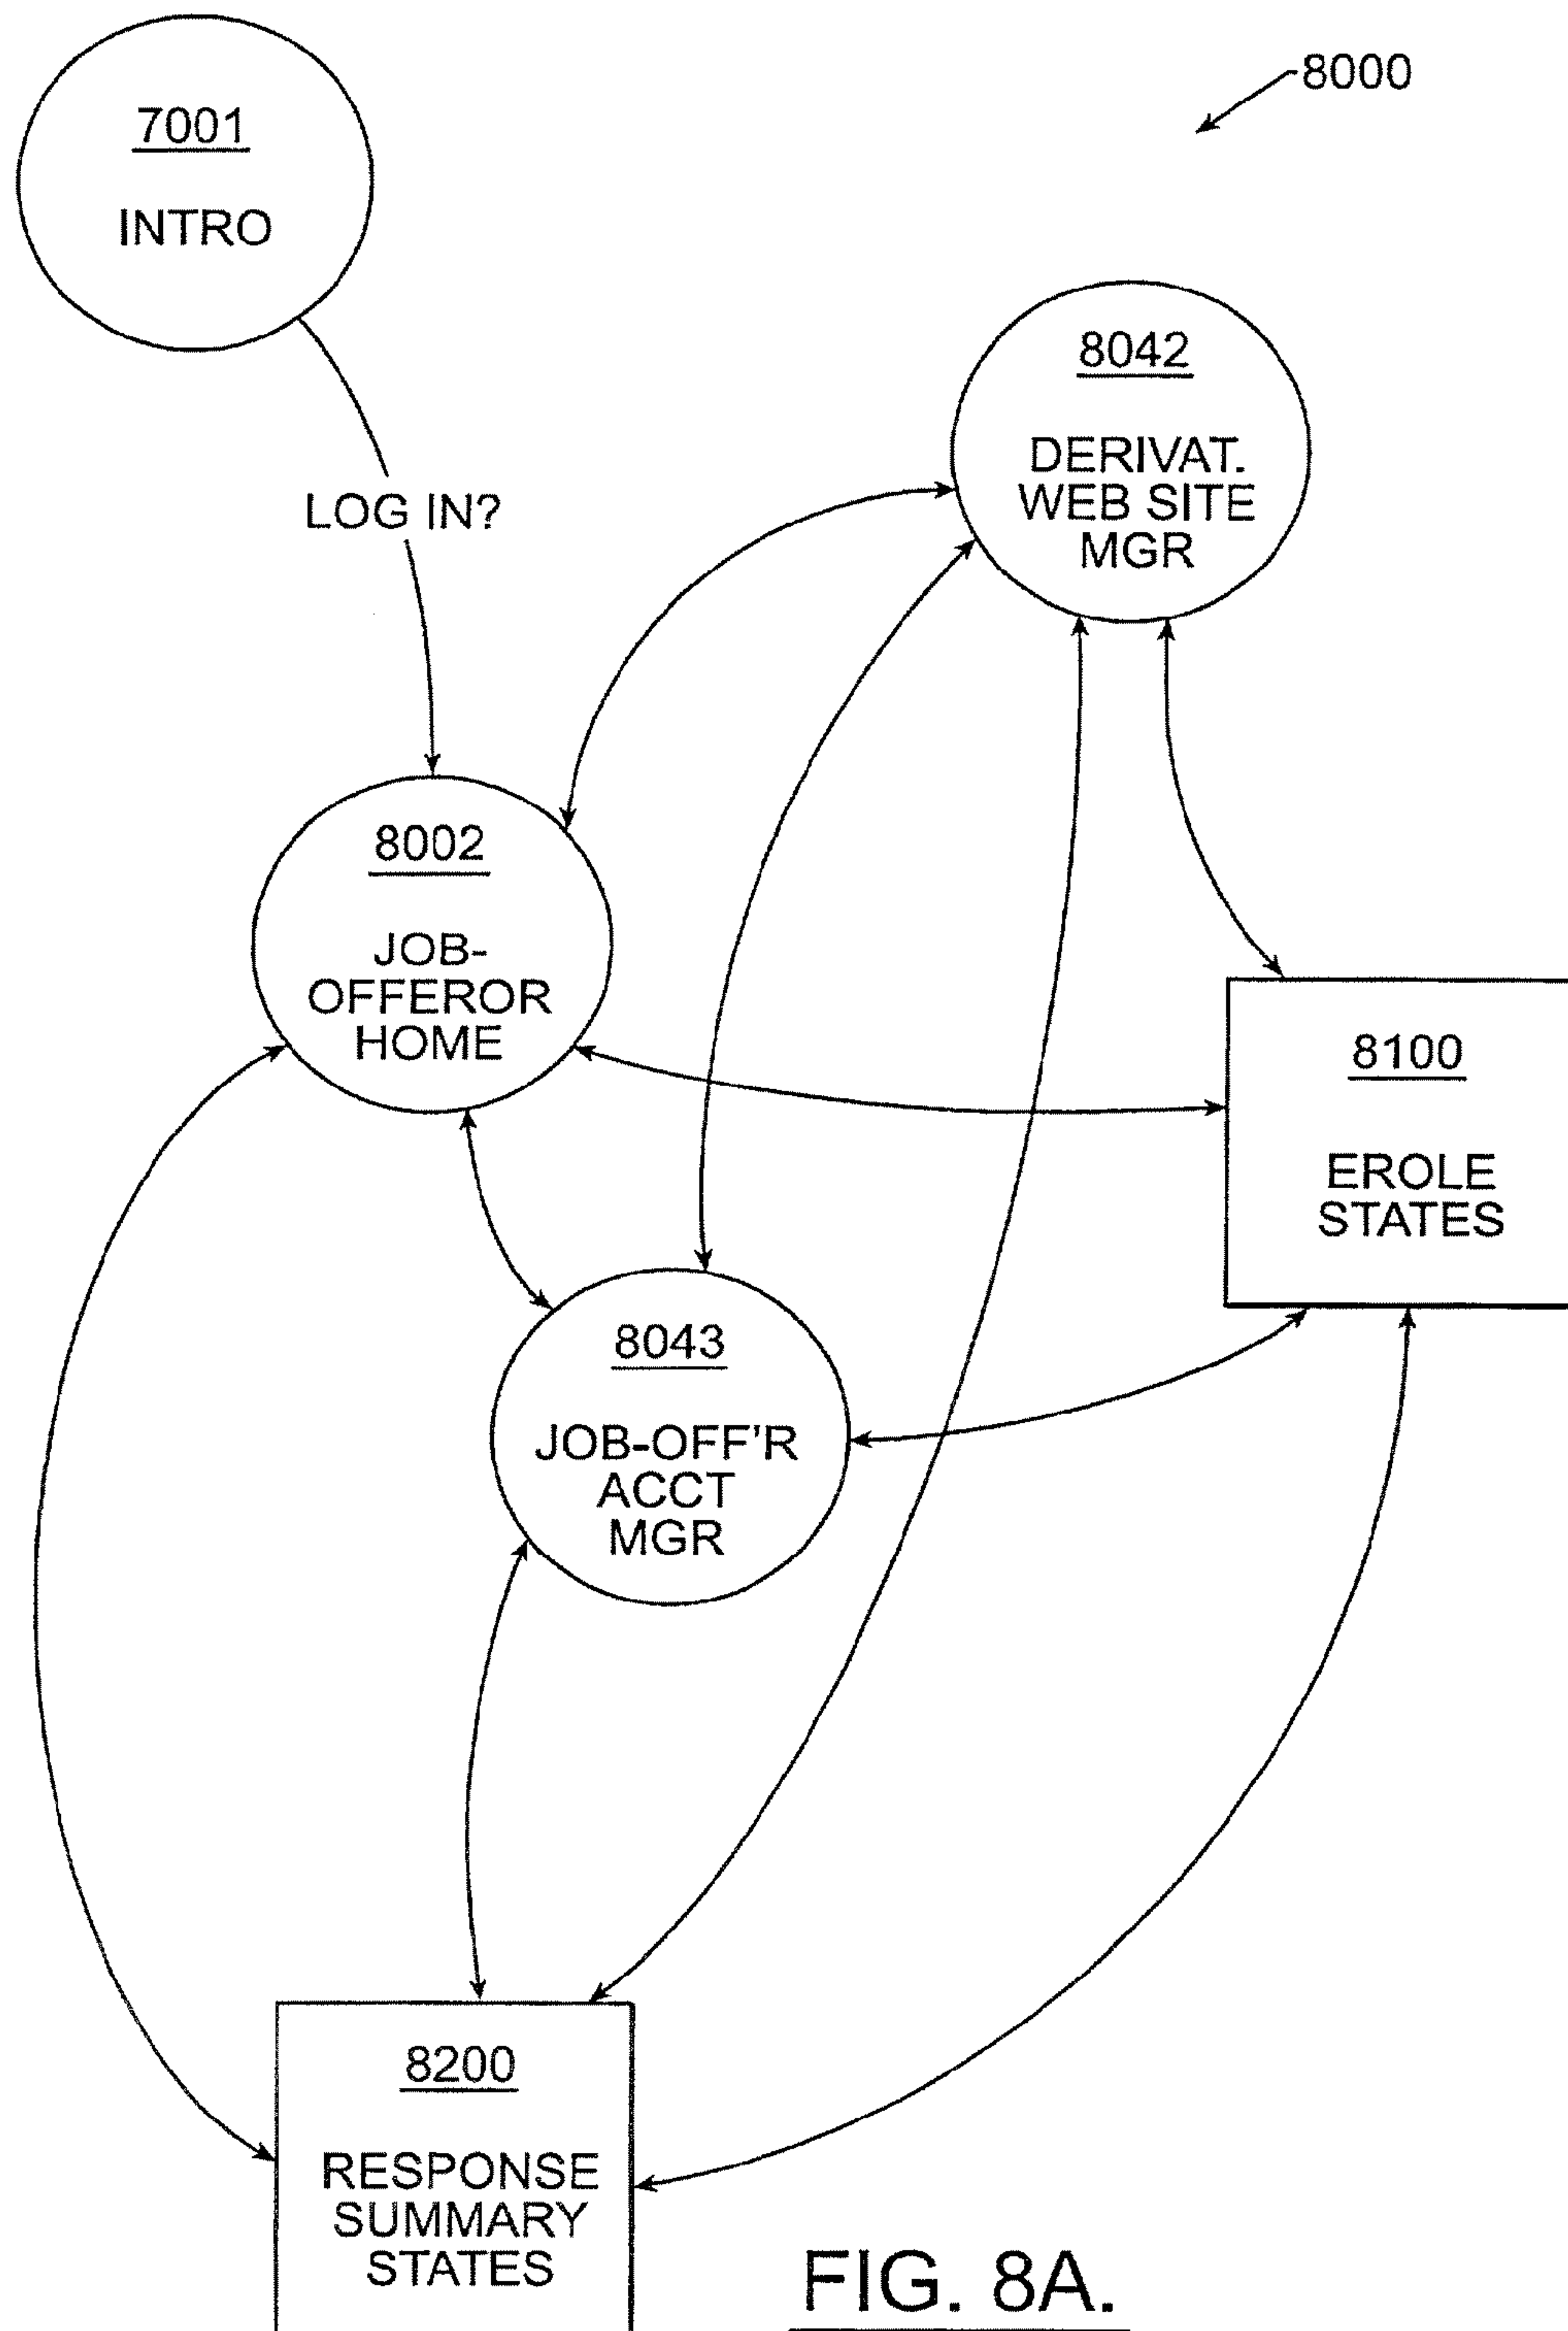 7001
INTRO
8000
8042
DERIVAT.
WEB SITE
MGR
LOG IN?
8002
JOB-
OFFEROR
HOME
8100
EROLE
STATES
8043
JOB-OFF'R
ACCT
MGR
8200
RESPONSE
SUMMARY
STATES
FIG. 8A.